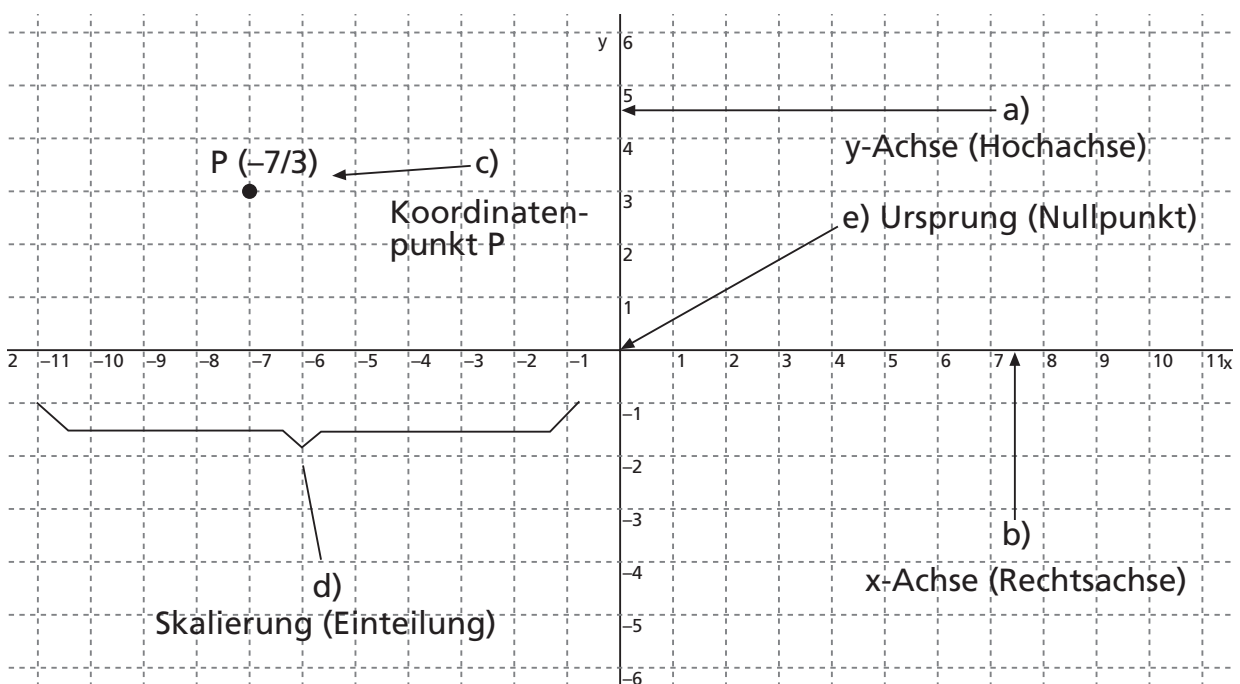 y 6
5
a)
4
y-Achse (Hochachse)
P (–7/3)
c)
3
Koordinaten-
punkt P
e) Ursprung (Nullpunkt)
2
1
2 –11 –10 –9 –8 –7 –6 –5 –4 –3 –2 –1 1 2 3 4 5 6 7 8 9 10 11 x
–1
–2
–3
b)
–4
x-Achse (Rechtsachse)
d)
Skalierung (Einteilung)
–5
–6